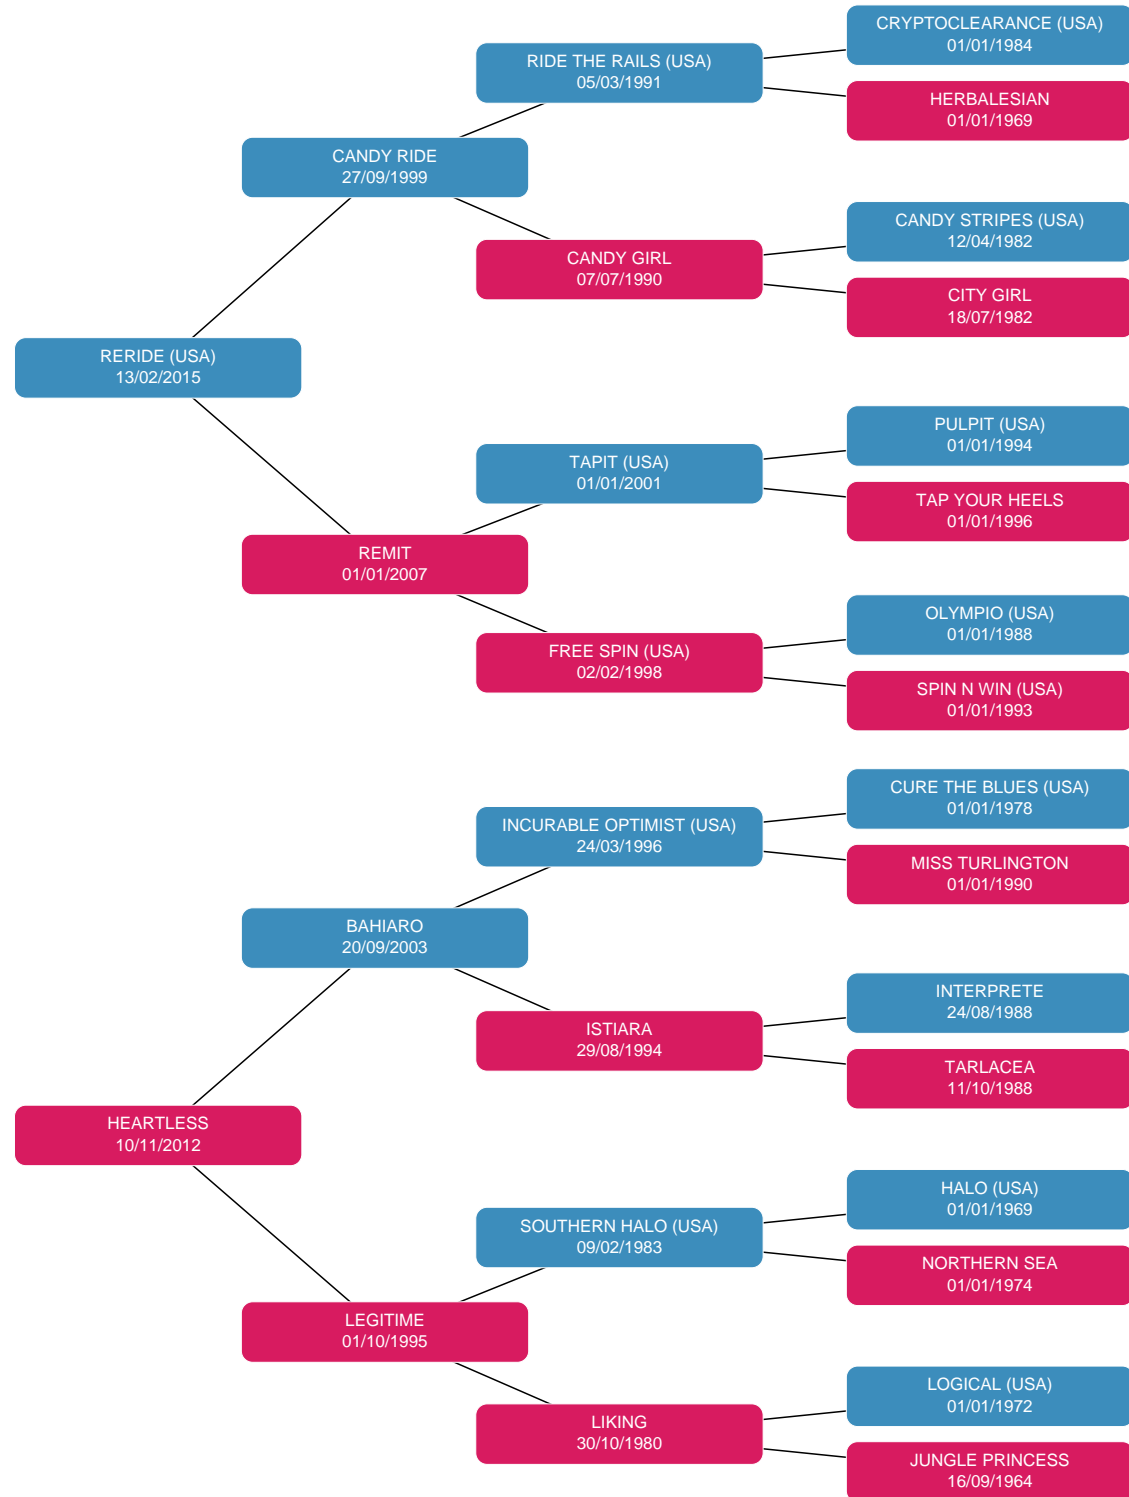 CRYPTOCLEARANCE (USA)
01/01/1984
RIDE THE RAILS (USA)
05/03/1991
HERBALESIAN
01/01/1969
CANDY RIDE
27/09/1999
CANDY STRIPES (USA)
12/04/1982
CANDY GIRL
07/07/1990
CITY GIRL
18/07/1982
RERIDE (USA)
13/02/2015
PULPIT (USA)
01/01/1994
TAPIT (USA)
01/01/2001
TAP YOUR HEELS
01/01/1996
REMIT
01/01/2007
OLYMPIO (USA)
01/01/1988
FREE SPIN (USA)
02/02/1998
SPIN N WIN (USA)
01/01/1993
CURE THE BLUES (USA)
01/01/1978
INCURABLE OPTIMIST (USA)
24/03/1996
MISS TURLINGTON
01/01/1990
BAHIARO
20/09/2003
INTERPRETE
24/08/1988
ISTIARA
29/08/1994
TARLACEA
11/10/1988
HEARTLESS
10/11/2012
HALO (USA)
01/01/1969
SOUTHERN HALO (USA)
09/02/1983
NORTHERN SEA
01/01/1974
LEGITIME
01/10/1995
LOGICAL (USA)
01/01/1972
LIKING
30/10/1980
JUNGLE PRINCESS
16/09/1964